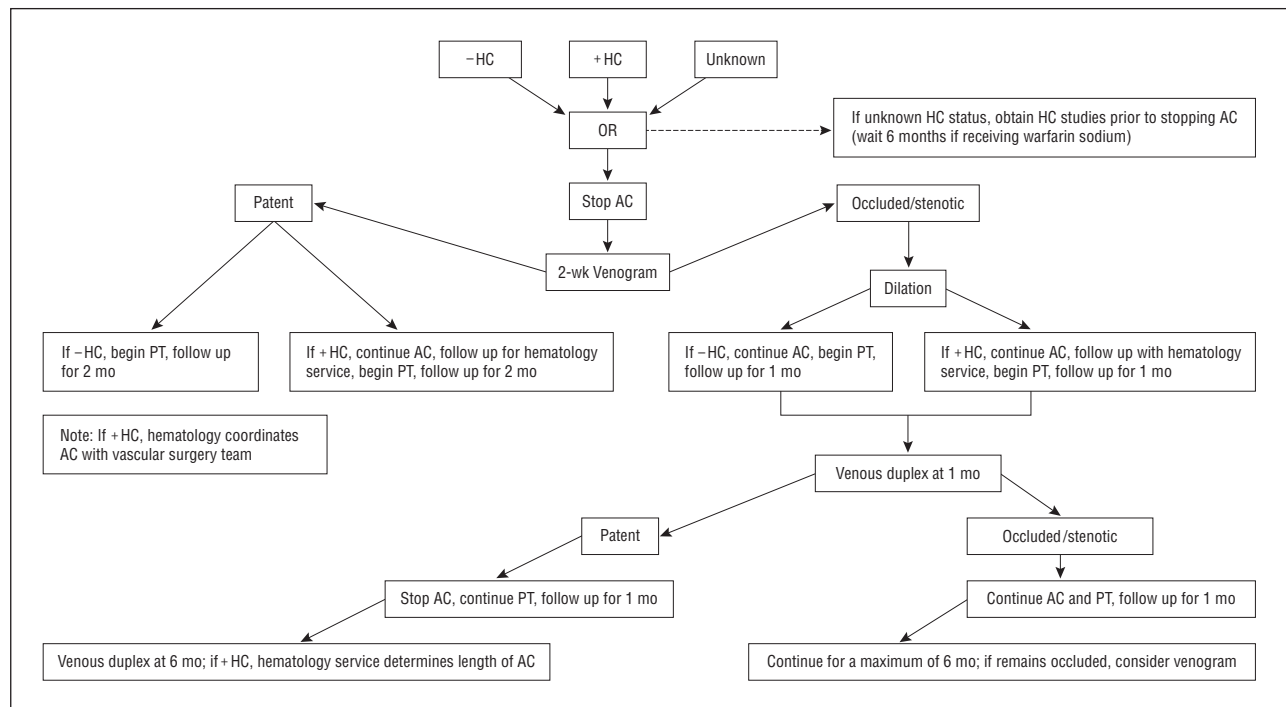 –HC
+HC
Unknown
OR
If unknown HC status, obtain HC studies prior to stopping AC
(wait 6 months if receiving warfarin sodium)
Patent
Stop AC
Occluded/stenotic
2-wk Venogram
Dilation
If –HC, begin PT, follow up
for 2 mo
If +HC, continue AC, follow up for hematology
service, begin PT, follow up for 2 mo
If –HC, continue AC, begin PT,
follow up for 1 mo
If +HC, continue AC, follow up with hematology
service, begin PT, follow up for 1 mo
Note: If +HC, hematology coordinates
AC with vascular surgery team
Venous duplex at 1 mo
Patent
Occluded/stenotic
Stop AC, continue PT, follow up for 1 mo
Continue AC and PT, follow up for 1 mo
Venous duplex at 6 mo; if +HC, hematology service determines length of AC
Continue for a maximum of 6 mo; if remains occluded, consider venogram